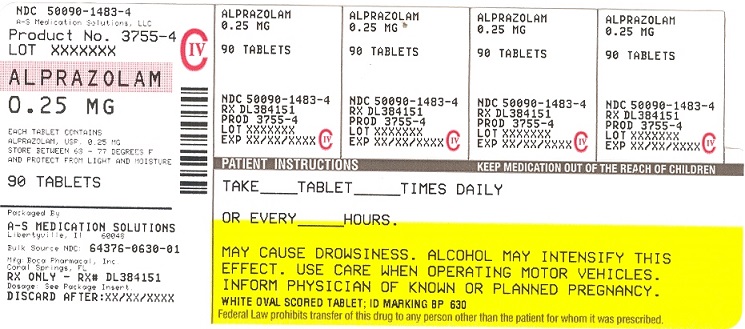 NDC 50090-1483-4
A-S Medication Solutions, LLC
Product No. 3755-4
LOT XXXXXXX
CIV
ALPRAZOLAM
0.25 MG
EACH TABLET CONTAINS
ALPRAZOLAM, USP. 0.25 MG
STORE BETWEEN 68 - 77 DEGREES F
AND PROTECT FROM LIGHT AND MOISTURE
90 TABLETS
Packaged By
A-S MEDICATION SOLUTIONS
Libertyville, Il 60048
Bulk Source NDC: 64376-0630-01
Mfg: Boca Pharmacal, Inc.
Coral Springs, FL
RX ONLY - RX# DL384151
Dosage: See Package Insert
DISCARD AFTER:XX/XX/XXXX
ALPRAZOLAM
0.25 MG
90 TABLETS
NDC 50090-1483-4
RX DL384151
PROD 3755-4
LOT XXXXXXX
EXP XX/XX/XXXX CIV
ALPRAZOLAM
0.25 MG
90 TABLETS
NDC 50090-1483-4
RX DL384151
PROD 3755-4
LOT XXXXXXX
EXP XX/XX/XXXX CIV
ALPRAZOLAM
0.25 MG
90 TABLETS
NDC 50090-1483-4
RX DL384151
PROD 3755-4
LOT XXXXXXX
EXP XX/XX/XXXX CIV
ALPRAZOLAM
0.25 MG
90 TABLETS
NDC 50090-1483-4
RX DL384151
PROD 3755-4
LOT XXXXXXX
EXP XX/XX/XXXX CIV
PATIENT INSTRUCTIONS KEEP MEDICATION OUT OF THE REACH OF CHILDREN
TAKE____TABLET_____TIMES DAILY
OR EVERY_____HOURS.
MAY CAUSE DROWSINESS. ALCOHOL MAY INTENSIFY THIS
EFFECT. USE CARE WHEN OPERATING MOTOR VEHICLES.
INFORM PHYSICIAN OF KNOWN OR PLANNED PREGNANCY.
WHITE OVAL SCORED TABLET; ID MARKING BP 630
Federal Law prohibits transfer of this drug to any person other than the patient for whom it was prescribed.